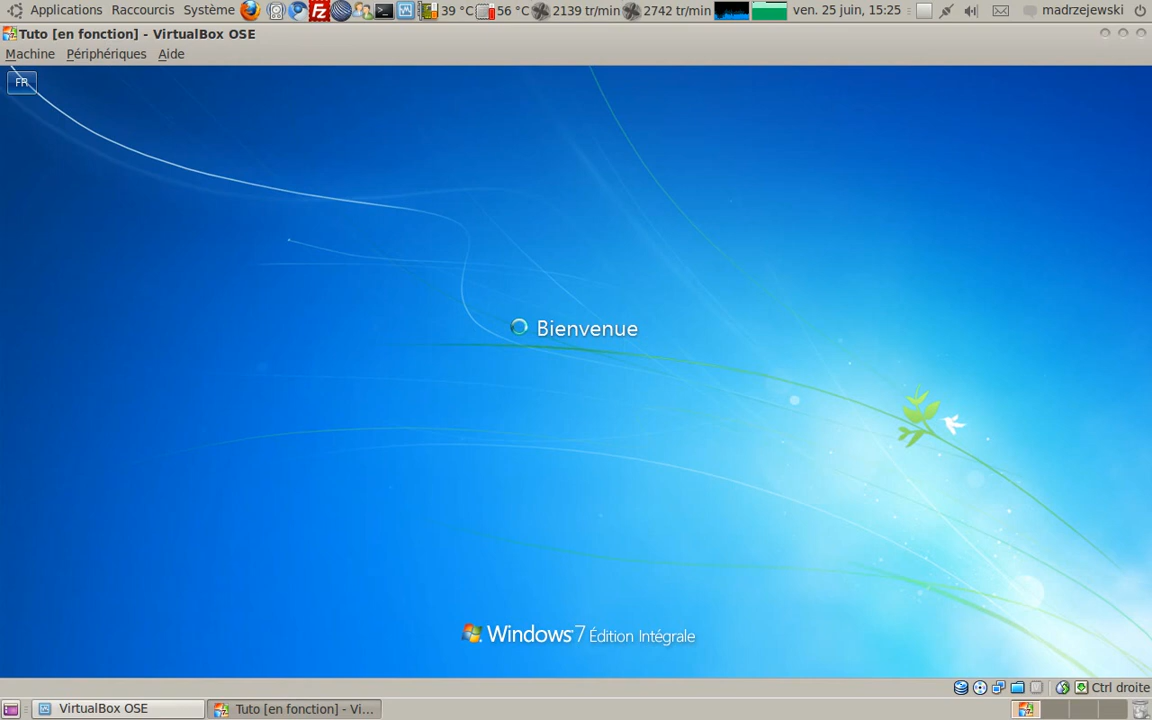 Applications Raccourcis Système 39 °C 56 °C 2139 tr/min 2742 tr/min ven. 25 juin, 15:25 madrzejewski
Tuto [en fonction] - VirtualBox OSE
Machine Périphériques Aide
FR
Bienvenue
Windows 7 Édition Intégrale
Ctrl droite
VirtualBox OSE Tuto [en fonction] - Vi...